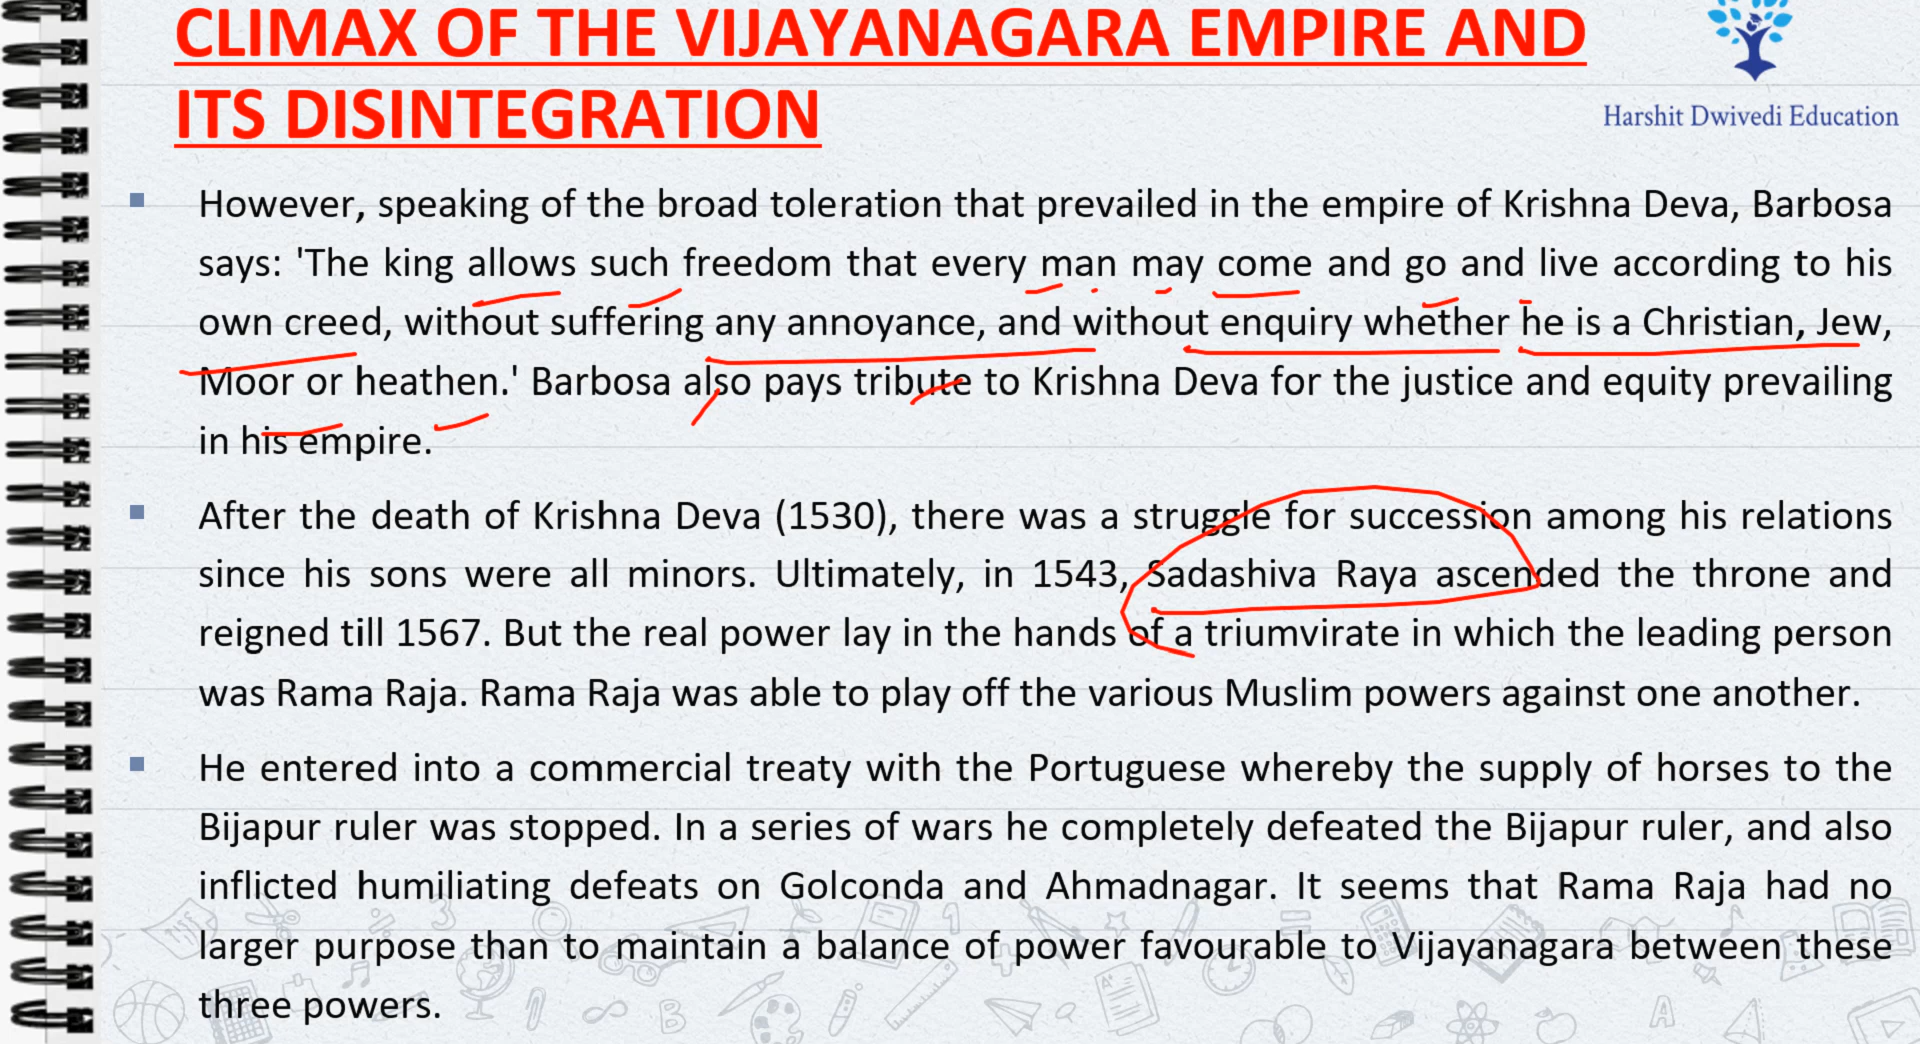 CLIMAX OF THE VIJAYANAGARA EMPIRE AND
ITS DISINTEGRATION
Harshit Dwivedi Education
However, speaking of the broad toleration that prevailed in the empire of Krishna Deva, Barbosa
says: 'The king allows such freedom that every man may come and go and live according to his
own creed, without suffering any annoyance, and without enquiry whether he is a Christian, Jew,
Moor or heathen.' Barbosa also pays tribute to Krishna Deva for the justice and equity prevailing
in his empire.
After the death of Krishna Deva (1530), there was a struggle for succession among his relations
since his sons were all minors. Ultimately, in 1543, Sadashiva Raya ascended the throne and
reigned till 1567. But the real power lay in the hands of a triumvirate in which the leading person
was Rama Raja. Rama Raja was able to play off the various Muslim powers against one another.
He entered into a commercial treaty with the Portuguese whereby the supply of horses to the
Bijapur ruler was stopped. In a series of wars he completely defeated the Bijapur ruler, and also
inflicted humiliating defeats on Golconda and Ahmadnagar. It seems that Rama Raja had no
larger purpose than to maintain a balance of power favourable to Vijayanagara between these
three powers.